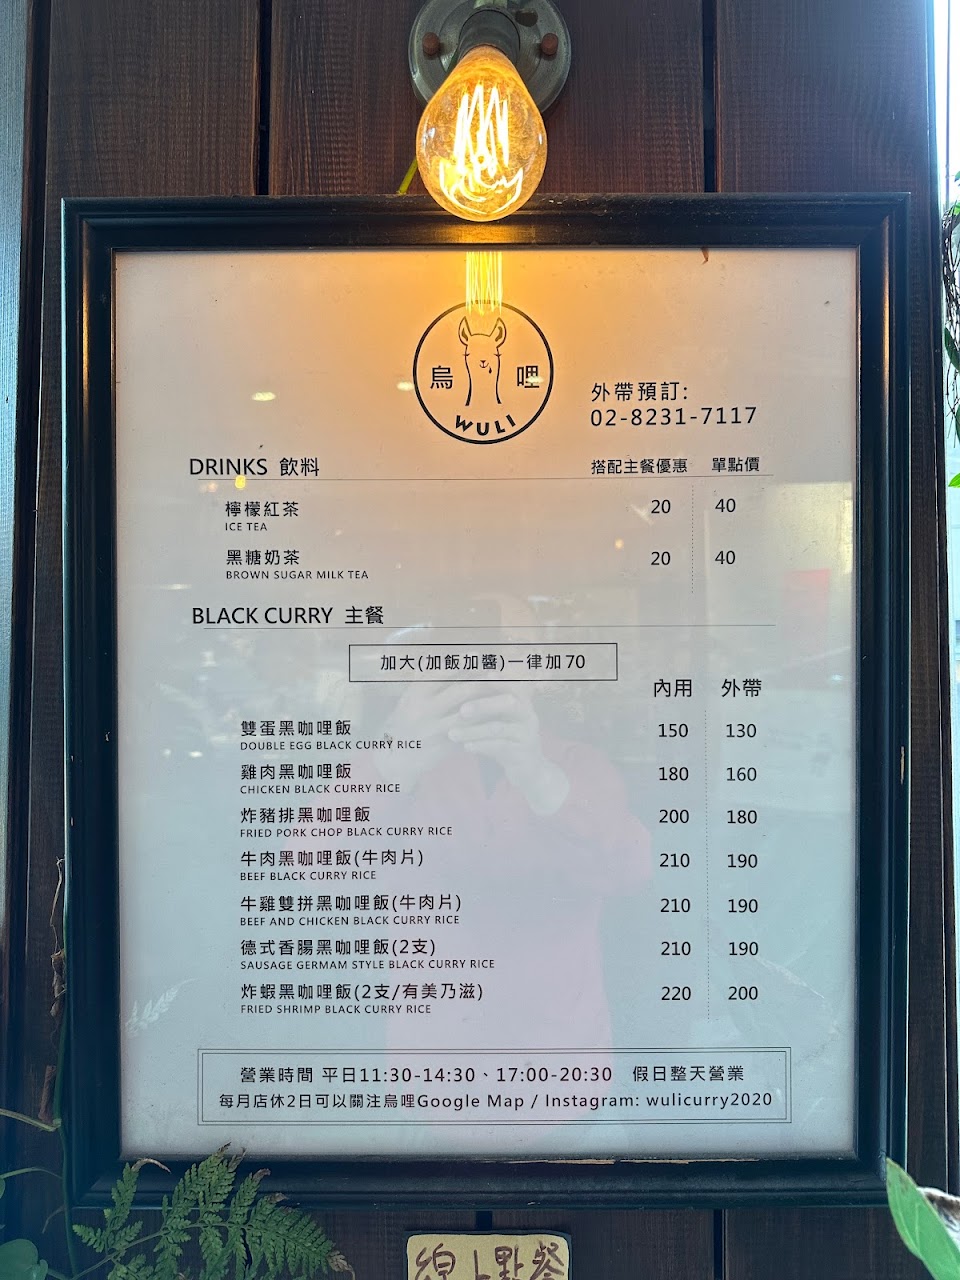 烏 哩
WULI
外帶預訂:
02-8231-7117
DRINKS 飲料 搭配主餐優惠 單點價
檸檬紅茶 20 40
ICE TEA
黑糖奶茶 20 40
BROWN SUGAR MILK TEA
BLACK CURRY 主餐
加大(加飯加醬)一律加70
內用 外帶
雙蛋黑咖哩飯 150 130
DOUBLE EGG BLACK CURRY RICE
雞肉黑咖哩飯 180 160
CHICKEN BLACK CURRY RICE
炸豬排黑咖哩飯 200 180
FRIED PORK CHOP BLACK CURRY RICE
牛肉黑咖哩飯(牛肉片) 210 190
BEEF BLACK CURRY RICE
牛雞雙拼黑咖哩飯(牛肉片) 210 190
BEEF AND CHICKEN BLACK CURRY RICE
德式香腸黑咖哩飯(2支) 210 190
SAUSAGE GERMAM STYLE BLACK CURRY RICE
炸蝦黑咖哩飯(2支/有美乃滋) 220 200
FRIED SHRIMP BLACK CURRY RICE
營業時間 平日11:30-14:30、17:00-20:30 假日整天營業
每月店休2日可以關注烏哩Google Map / Instagram: wulicurry2020
線上點餐